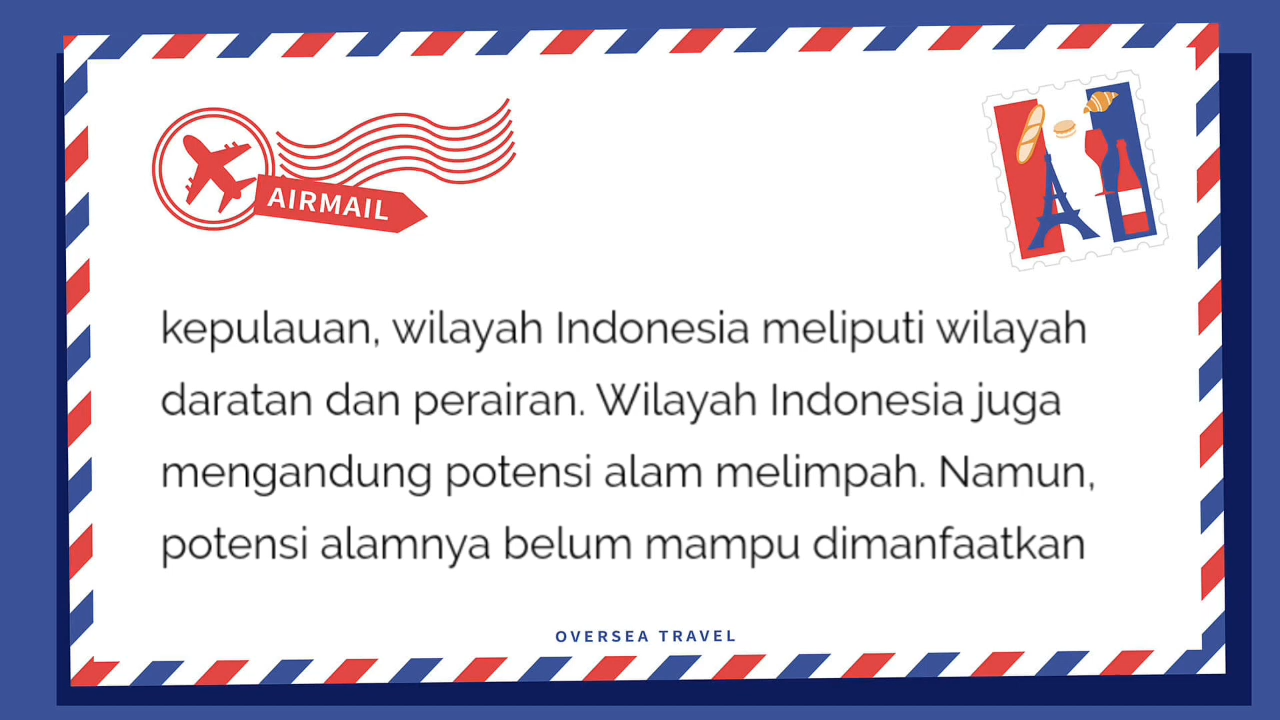 AIRMAIL
kepulauan, wilayah Indonesia meliputi wilayah
daratan dan perairan. Wilayah Indonesia juga
mengandung potensi alam melimpah. Namun,
potensi alamnya belum mampu dimanfaatkan
OVERSEA TRAVEL